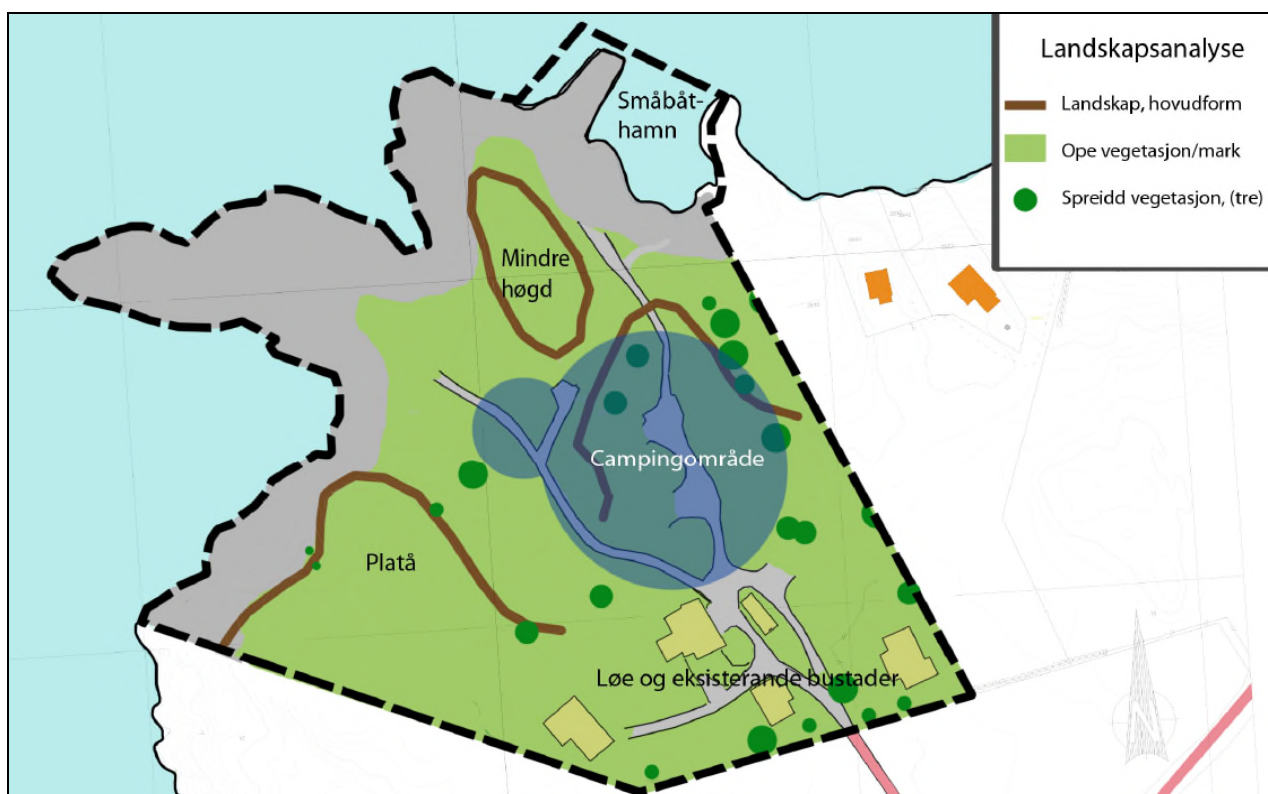 Landskapsanalyse
Landskap, hovudform
Ope vegetasjon/mark
Spreidd vegetasjon, (tre)
Småbåt-
hamn
Mindre
høgd
Campingområde
Platå
Løe og eksisterande bustader